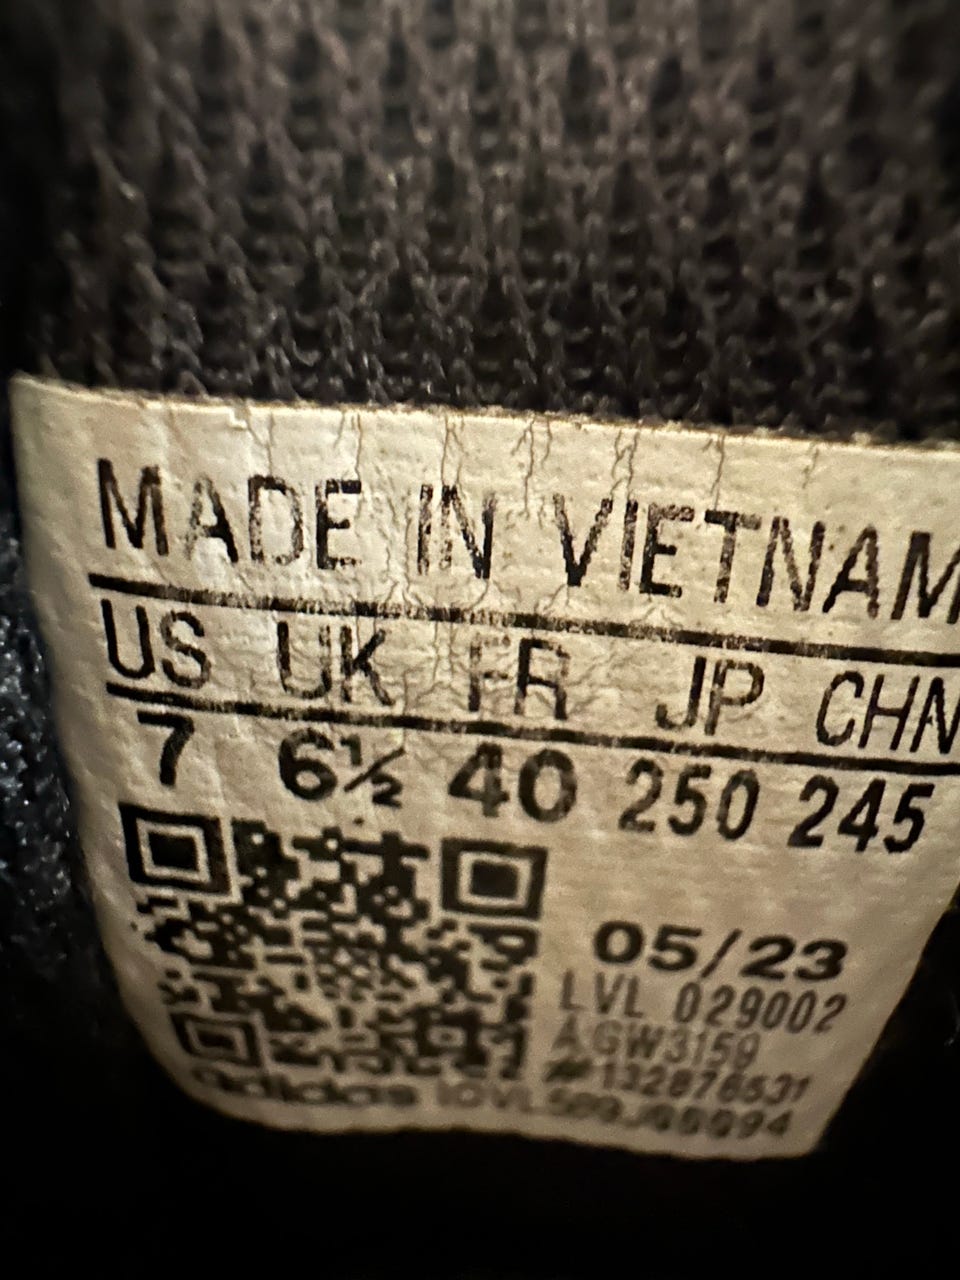 MADE IN VIETNAM
US UK FR JP CHN
7 6½ 40 250 245
05/23
LVL 029002
AGW3159
#132876531
adidas